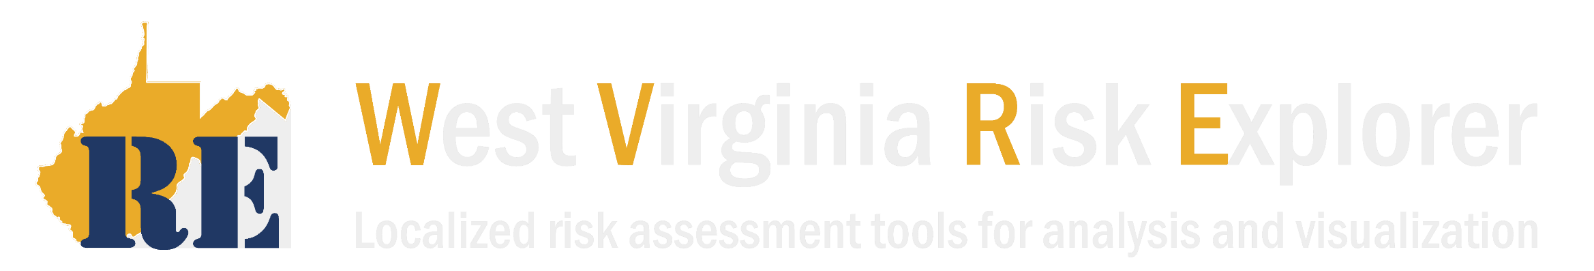 RE
West Virginia Risk Explorer
Localized risk assessment tools for analysis and visualization